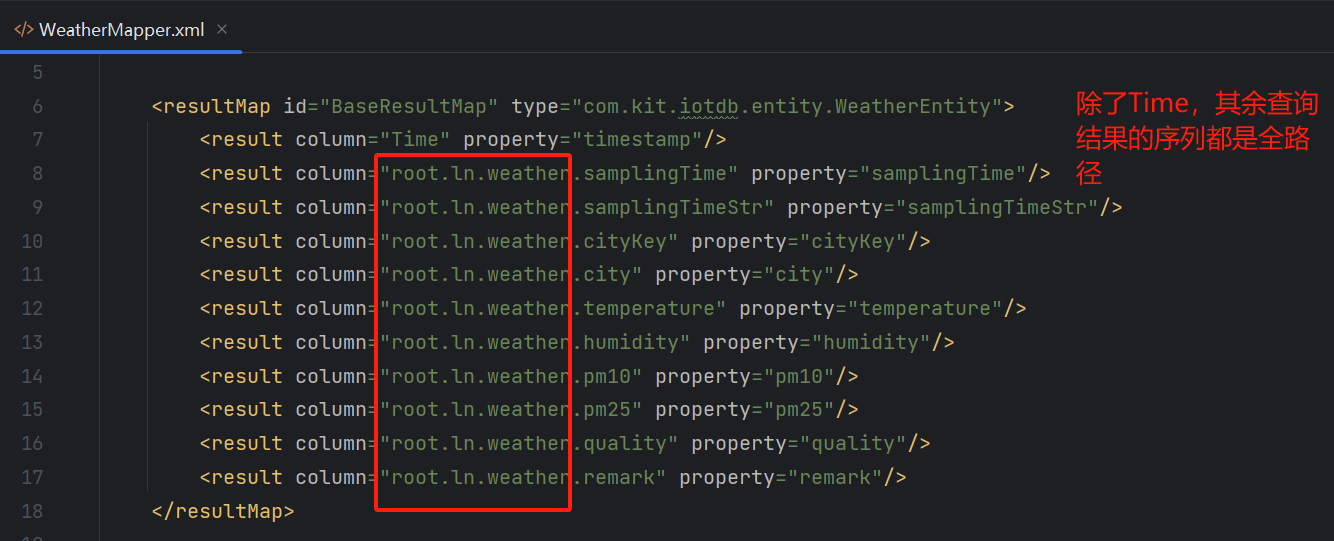 </> WeatherMapper.xml ×
5
6 <resultMap id="BaseResultMap" type="com.kit.iotdb.entity.WeatherEntity">
7 <result column="Time" property="timestamp"/>
8 <result column="root.ln.weather.samplingTime" property="samplingTime"/>
9 <result column="root.ln.weather.samplingTimeStr" property="samplingTimeStr"/>
10 <result column="root.ln.weather.cityKey" property="cityKey"/>
11 <result column="root.ln.weather.city" property="city"/>
12 <result column="root.ln.weather.temperature" property="temperature"/>
13 <result column="root.ln.weather.humidity" property="humidity"/>
14 <result column="root.ln.weather.pm10" property="pm10"/>
15 <result column="root.ln.weather.pm25" property="pm25"/>
16 <result column="root.ln.weather.quality" property="quality"/>
17 <result column="root.ln.weather.remark" property="remark"/>
18 </resultMap>
除了Time，其余查询
结果的序列都是全路
径